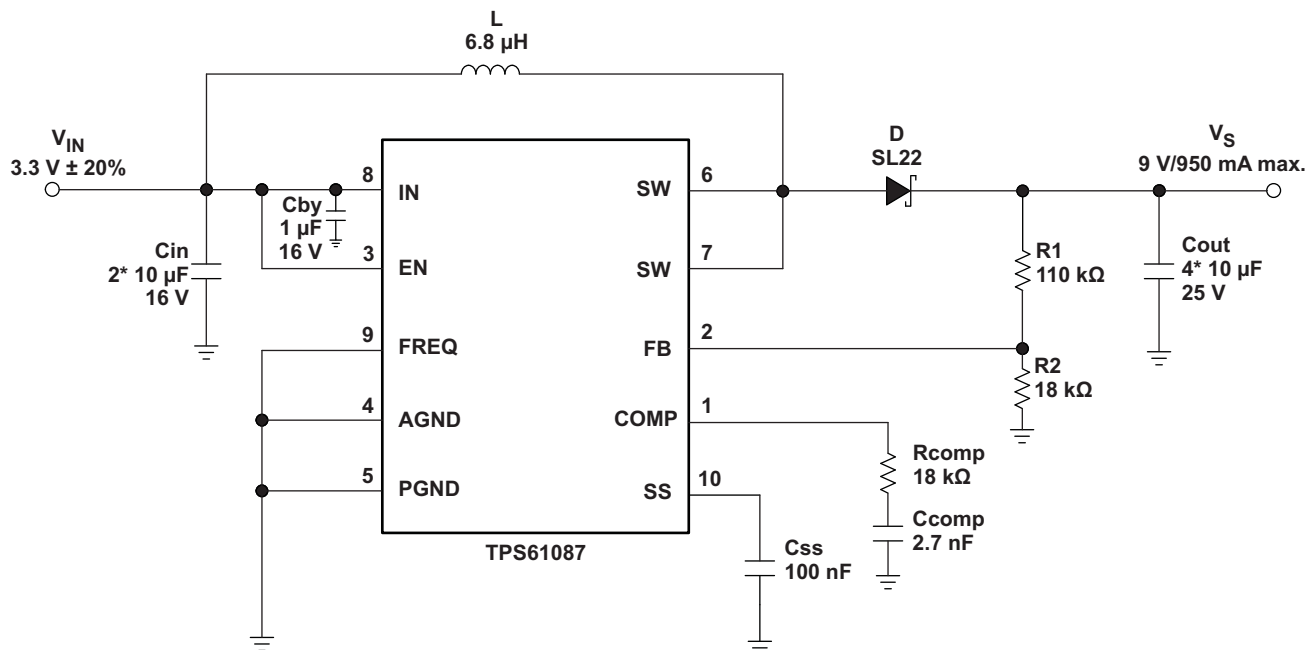 L
6.8 µH
V_IN
3.3 V ± 20%
D
SL22
V_S
9 V/950 mA max.
8
IN
SW
6
Cby
1 µF
16 V
3
EN
SW
7
Cin
2* 10 µF
16 V
R1
110 kΩ
Cout
4* 10 µF
25 V
9
FREQ
FB
2
R2
18 kΩ
4
AGND
COMP
1
Rcomp
18 kΩ
5
PGND
SS
10
Ccomp
2.7 nF
TPS61087
Css
100 nF